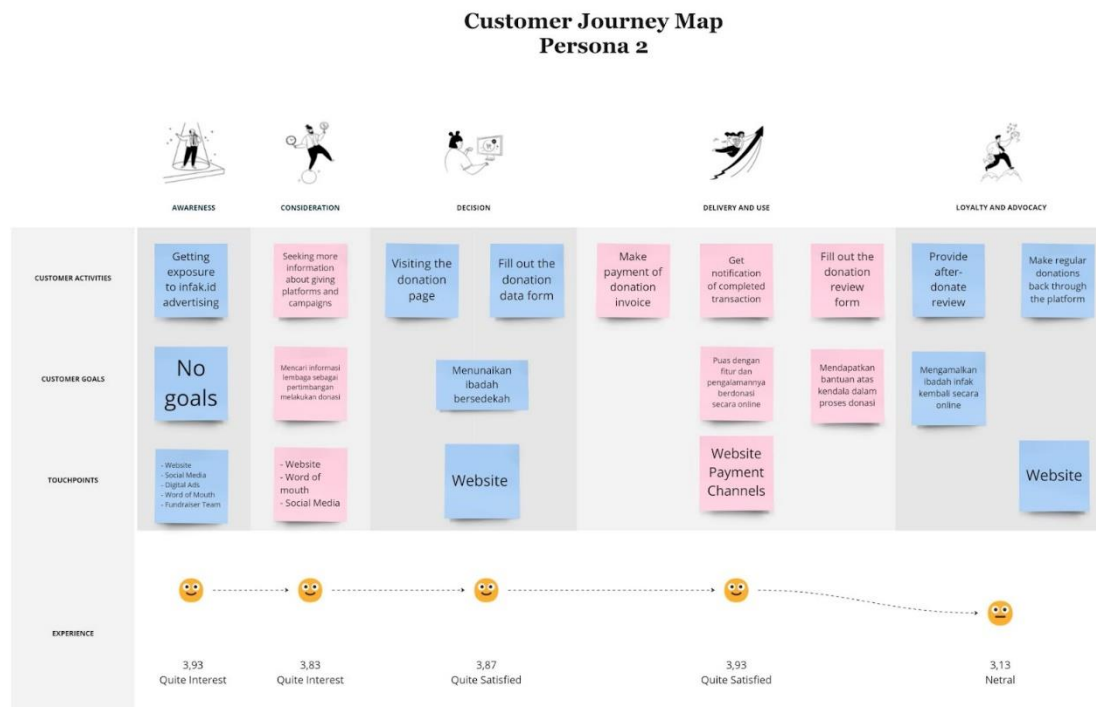 Customer Journey Map
Persona 2
AWARENESS
CONSIDERATION
DECISION
DELIVERY AND USE
LOYALTY AND ADVOCACY
CUSTOMER ACTIVITIES
Getting
exposure
to infak.id
advertising
Seeking more
information
about giving
platforms and
campaigns
Visiting the
donation
page
Fill out the
donation
data form
Make
payment of
donation
invoice
Get
notification
of completed
transaction
Fill out the
donation
review
form
Provide
after-
donate
review
Make regular
donations
back through
the platform
CUSTOMER GOALS
No
goals
Mencari informasi
lembaga sebagai
pertimbangan
melakukan donasi
Menunaikan
ibadah
bersedekah
Puas dengan
fitur dan
pengalamannya
berdonasi
secara online
Mendapatkan
bantuan atas
kendala dalam
proses donasi
Mengamalkan
ibadah infak
kembali secara
online
TOUCHPOINTS
- Website
- Social Media
- Digital Ads
- Word of Mouth
- Fundraiser Team
- Website
- Word of
mouth
- Social Media
Website
Website
Payment
Channels
Website
EXPERIENCE
3,93
Quite Interest
3,83
Quite Interest
3,87
Quite Satisfied
3,93
Quite Satisfied
3,13
Netral